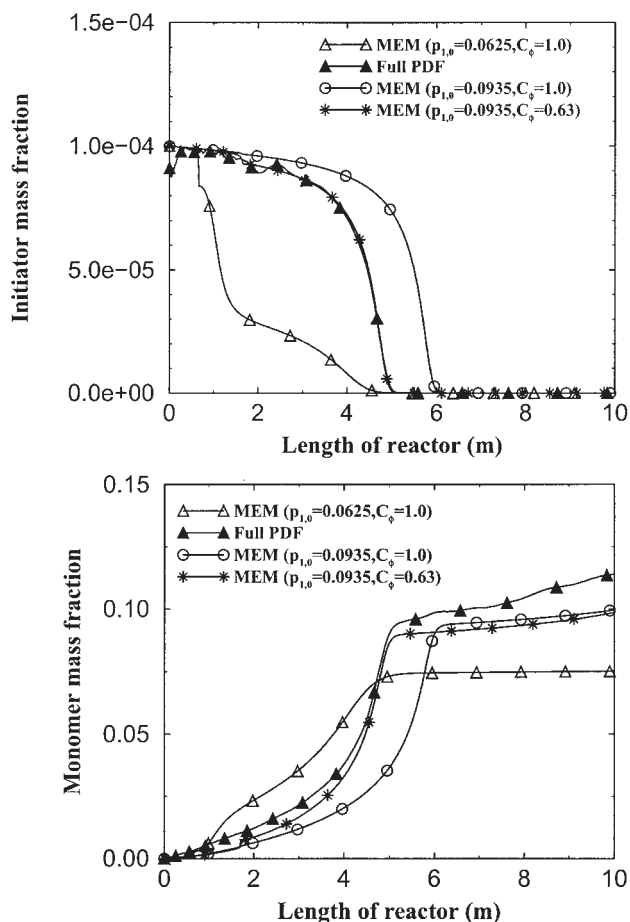 1.5e−04
1.0e−04
5.0e−05
0.0e+00
Initiator mass fraction
MEM (p1,0=0.0625,Cϕ=1.0)
Full PDF
MEM (p1,0=0.0935,Cϕ=1.0)
MEM (p1,0=0.0935,Cϕ=0.63)
0 2 4 6 8 10
Length of reactor (m)
0.15
0.10
0.05
0.00
Monomer mass fraction
MEM (p1,0=0.0625,Cϕ=1.0)
Full PDF
MEM (p1,0=0.0935,Cϕ=1.0)
MEM (p1,0=0.0935,Cϕ=0.63)
0 2 4 6 8 10
Length of reactor (m)